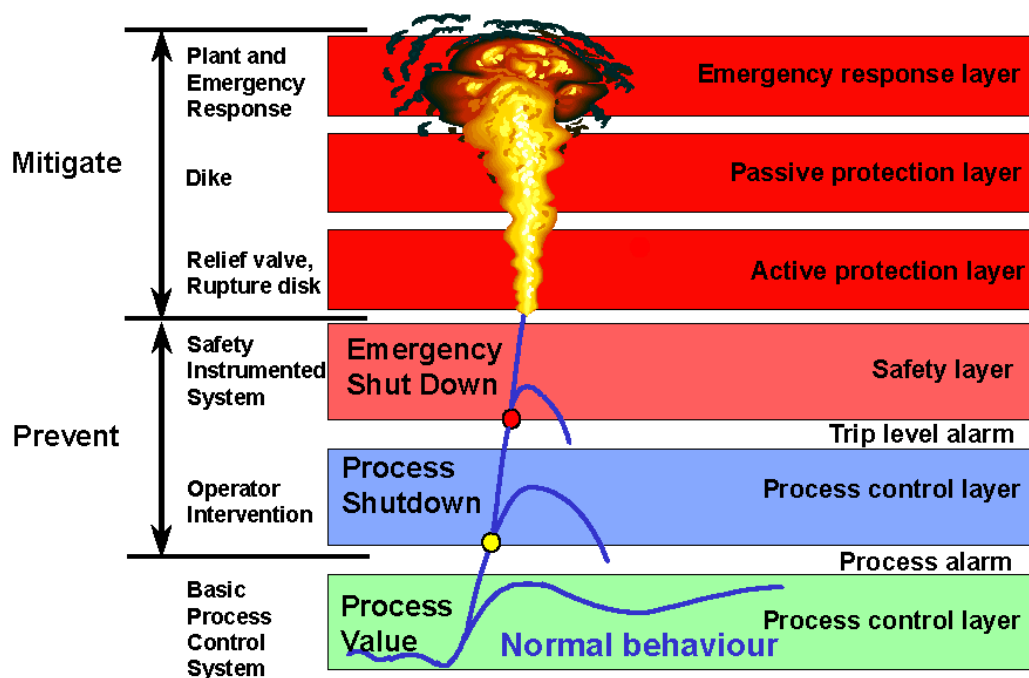 Plant and
Emergency
Response
Emergency response layer
Mitigate
Dike
Passive protection layer
Relief valve,
Rupture disk
Active protection layer
Safety
Instrumented
System
Emergency
Shut Down
Safety layer
Prevent
Trip level alarm
Operator
Intervention
Process
Shutdown
Process control layer
Process alarm
Basic
Process
Control
System
Process
Value
Normal behaviour
Process control layer